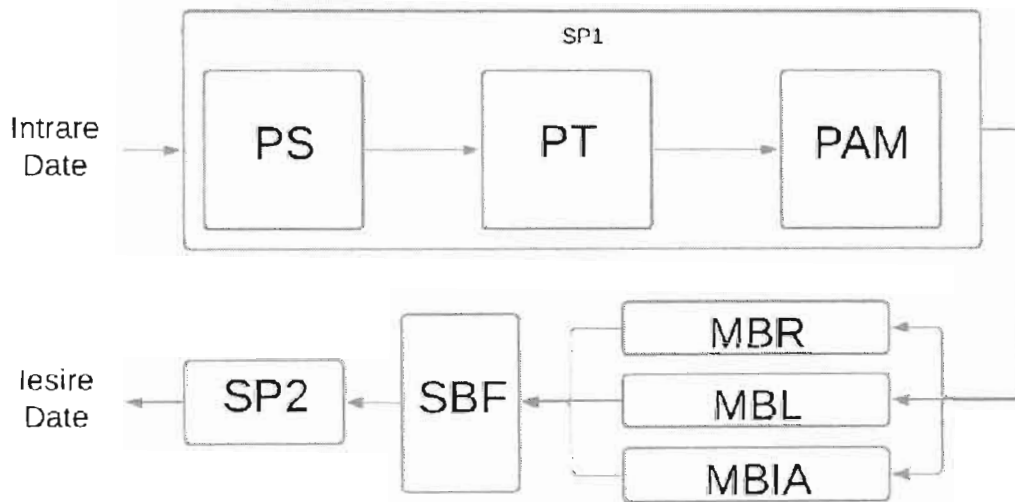 SP1
Intrare
Date
PS
PT
PAM
MBR
Iesire
Date
SP2
SBF
MBL
MBIA